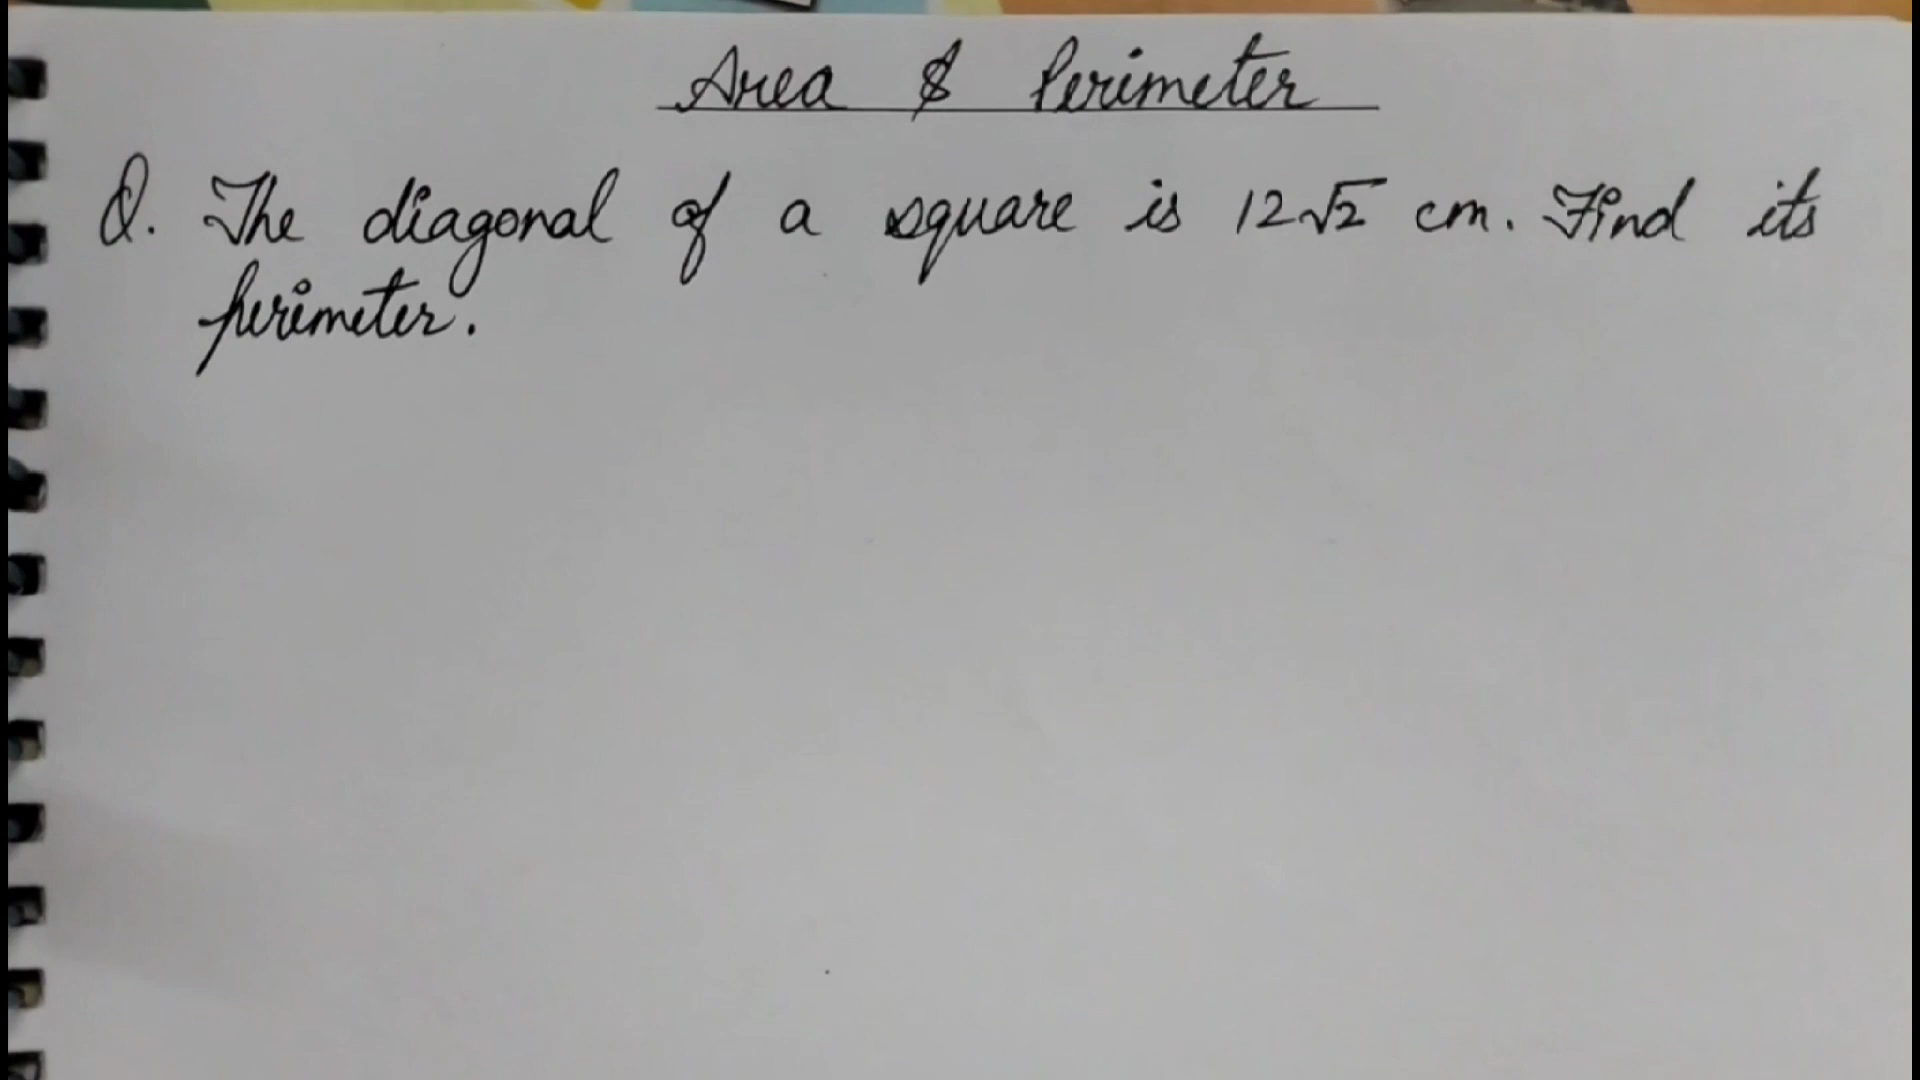 Area & Perimeter
Q. The diagonal of a square is 12√2 cm. Find its
perimeter.